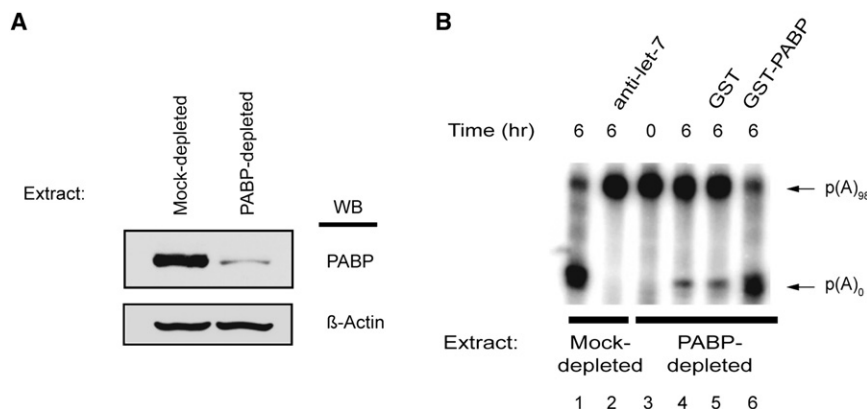 A
Mock-depleted
PABP-depleted
Extract:
WB
PABP
ß-Actin
B
anti-let-7
GST
GST-PABP
Time (hr) 6 6 0 6 6 6
p(A)98
p(A)0
Extract: Mock-depleted PABP-depleted
1 2 3 4 5 6